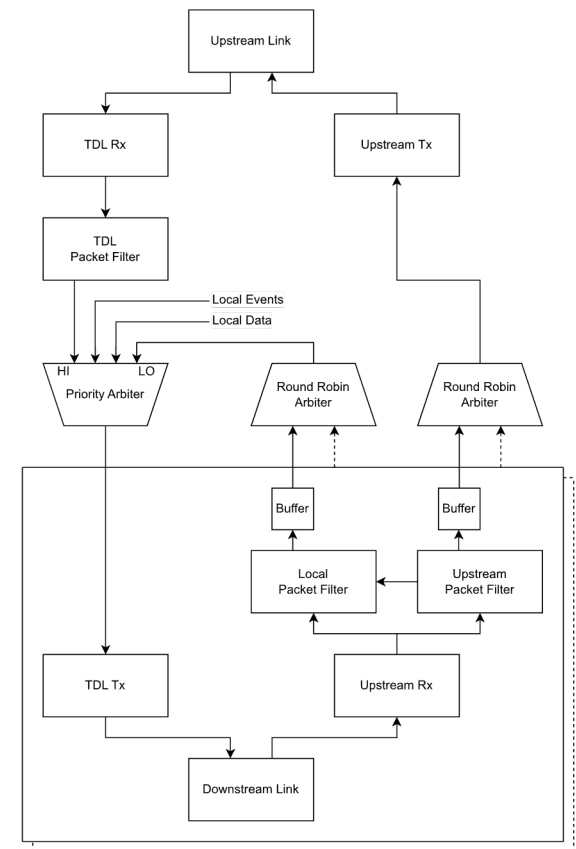 Upstream Link
TDL Rx
Upstream Tx
TDL
Packet Filter
Local Events
Local Data
HI
LO
Priority Arbiter
Round Robin
Arbiter
Round Robin
Arbiter
Buffer
Buffer
Local
Packet Filter
Upstream
Packet Filter
TDL Tx
Upstream Rx
Downstream Link